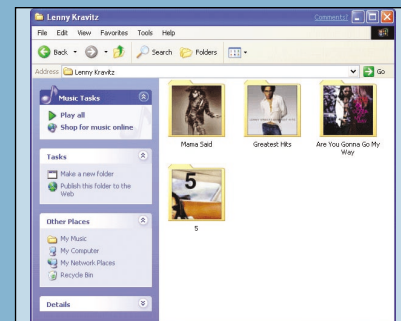 Lenny Kravitz
Comments!
File Edit View Favorites Tools Help
Back Search Folders
Address Lenny Kravitz Go
Music Tasks
Play all
Shop for music online
Tasks
Make a new folder
Publish this folder to the
Web
Other Places
My Music
My Computer
My Network Places
Recycle Bin
Details
Mama Said
Greatest Hits
Are You Gonna Go My
Way
5
5